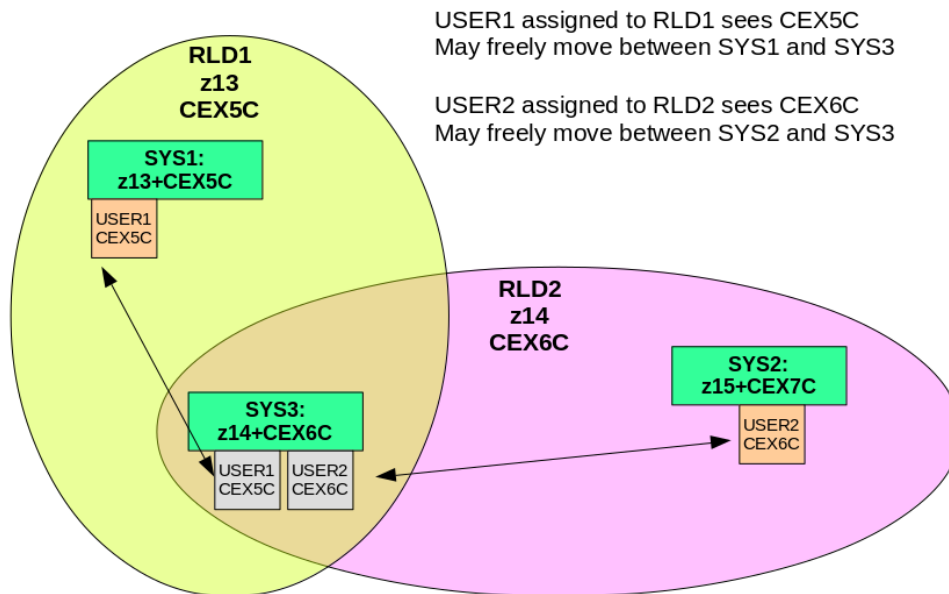 USER1 assigned to RLD1 sees CEX5C
May freely move between SYS1 and SYS3
USER2 assigned to RLD2 sees CEX6C
May freely move between SYS2 and SYS3
RLD1
z13
CEX5C
SYS1:
z13+CEX5C
USER1
CEX5C
RLD2
z14
CEX6C
SYS2:
z15+CEX7C
USER2
CEX6C
SYS3:
z14+CEX6C
USER1
CEX5C
USER2
CEX6C